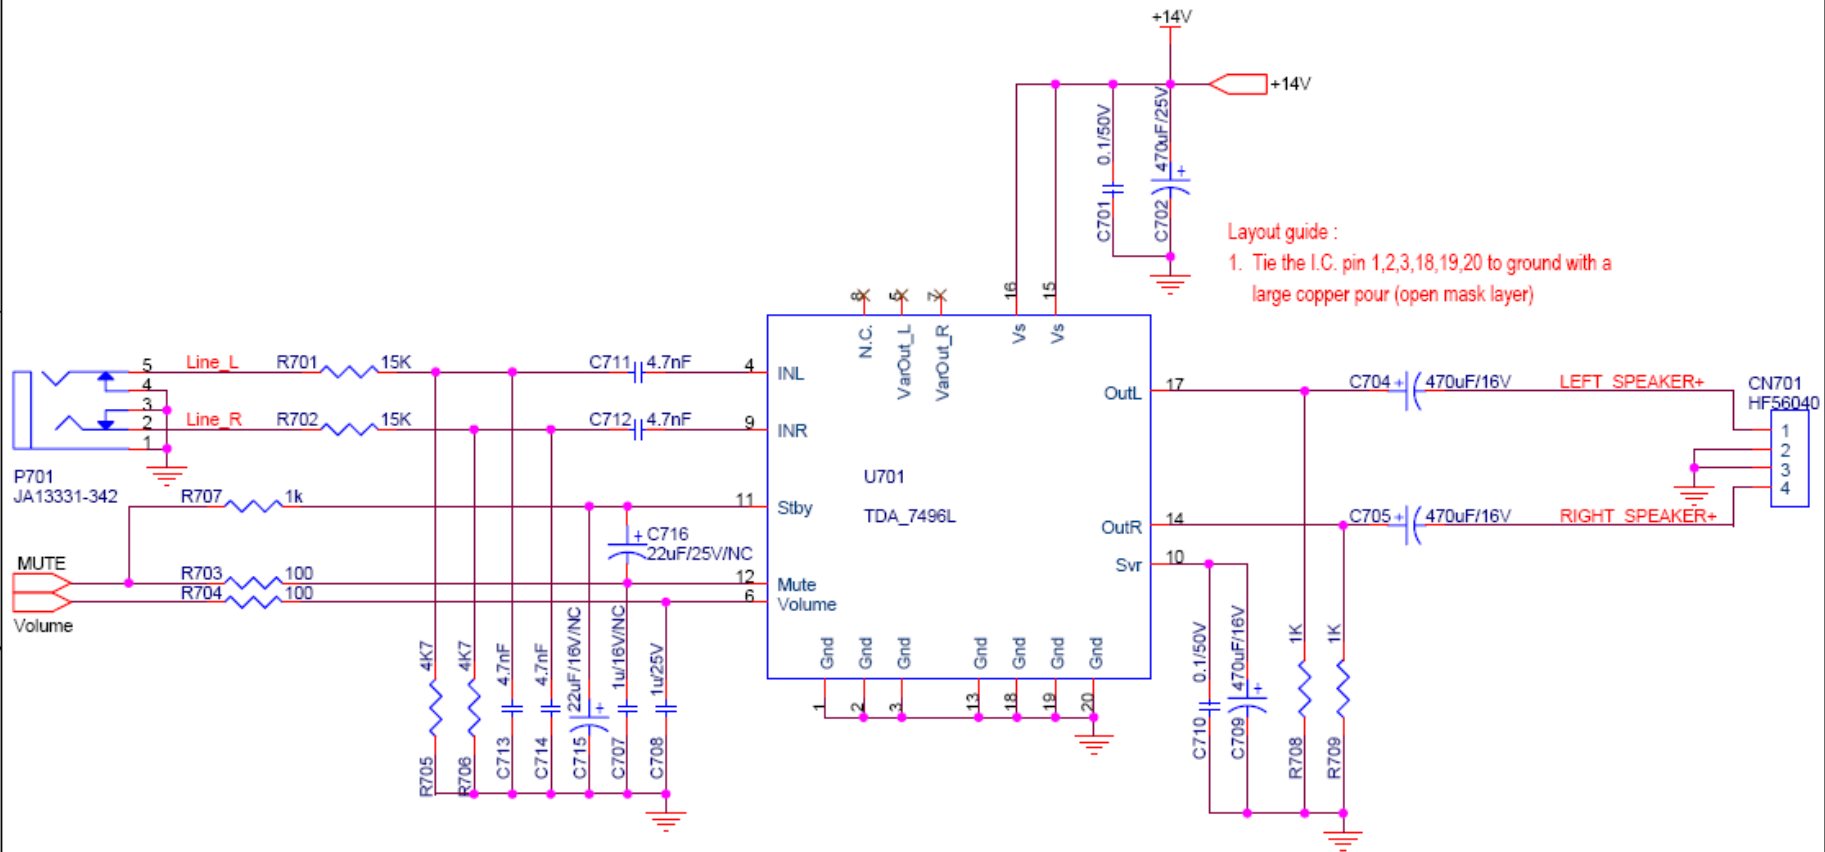 +14V
+14V
0.1/50V
470uF/25V
C701
C702
Layout guide :
1. Tie the I.C. pin 1,2,3,18,19,20 to ground with a
large copper pour (open mask layer)
8
5
7
16
15
N.C.
VarOut_L
VarOut_R
Vs
Vs
5
Line_L
R701
15K
C711
4.7nF
4
INL
4
3
2
Line_R
R702
15K
C712
4.7nF
9
INR
1
P701
JA13331-342
OutL
17
C704
+
470uF/16V
LEFT SPEAKER+
CN701
HF56040
1
2
3
4
U701
TDA_7496L
R707
1k
11
Stby
+
C716
22uF/25V/NC
OutR
14
C705
+
470uF/16V
RIGHT SPEAKER+
Svr
10
MUTE
R703
100
12
Mute
R704
100
6
Volume
Volume
4K7
4K7
4.7nF
4.7nF
22uF/16V/NC
1u/16V/NC
1u/25V
+
R705
R706
C713
C714
C715
C707
C708
Gnd
Gnd
Gnd
Gnd
Gnd
Gnd
Gnd
1
2
3
13
18
19
20
0.1/50V
470uF/16V
+
1K
1K
C710
C709
R708
R709